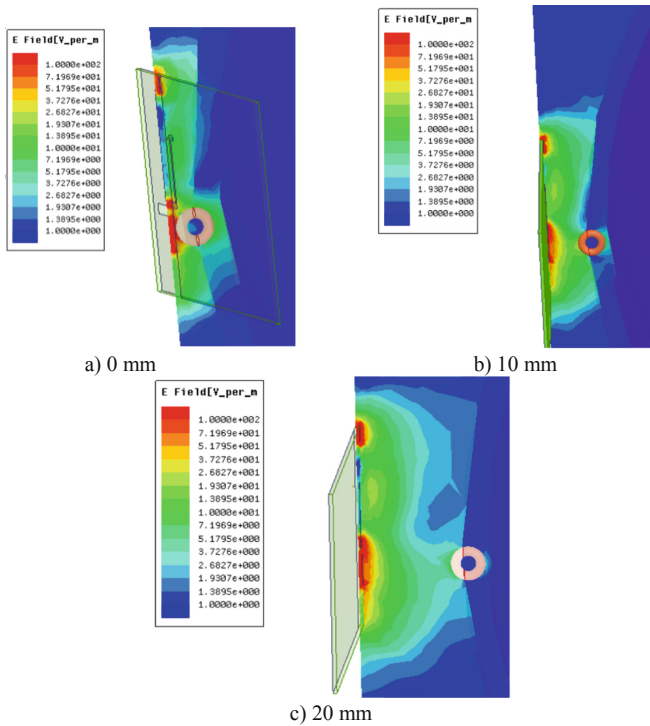 E Field[V_per_m
1.0000e+002
7.1969e+001
5.1795e+001
3.7276e+001
2.6827e+001
1.9307e+001
1.3895e+001
1.0000e+001
7.1969e+000
5.1795e+000
3.7276e+000
2.6827e+000
1.9307e+000
1.3895e+000
1.0000e+000
a) 0 mm
E Field[V_per_m
1.0000e+002
7.1969e+001
5.1795e+001
3.7276e+001
2.6827e+001
1.9307e+001
1.3895e+001
1.0000e+001
7.1969e+000
5.1795e+000
3.7276e+000
2.6827e+000
1.9307e+000
1.3895e+000
1.0000e+000
b) 10 mm
E Field[V_per_m
1.0000e+002
7.1969e+001
5.1795e+001
3.7276e+001
2.6827e+001
1.9307e+001
1.3895e+001
1.0000e+001
7.1969e+000
5.1795e+000
3.7276e+000
2.6827e+000
1.9307e+000
1.3895e+000
1.0000e+000
c) 20 mm